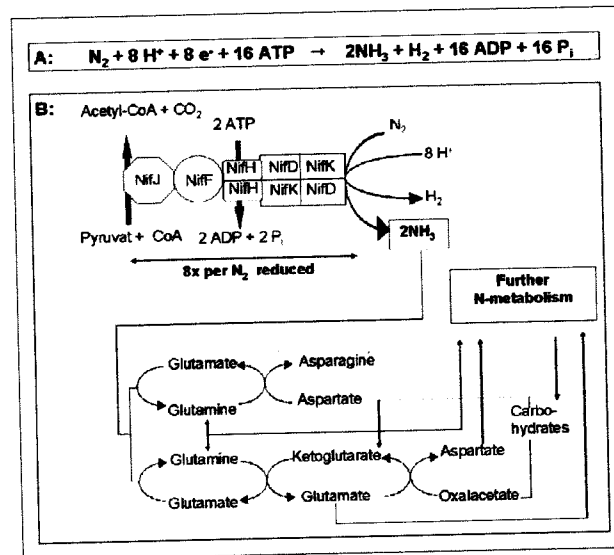 A: N₂ + 8 H⁺ + 8 e⁻ + 16 ATP → 2NH₃ + H₂ + 16 ADP + 16 Pᵢ
B: Acetyl-CoA + CO₂
2 ATP
N₂
8 H⁺
NifJ NifF NifH NifD NifK
NifH NifK NifD
H₂
Pyruvat + CoA 2 ADP + 2 Pᵢ
2NH₃
8x per N₂ reduced
Further
N-metabolism
Glutamate Asparagine
Glutamine Aspartate
Carbo-
hydrates
Glutamine Ketoglutarate Aspartate
Glutamate Glutamate Oxalacetate